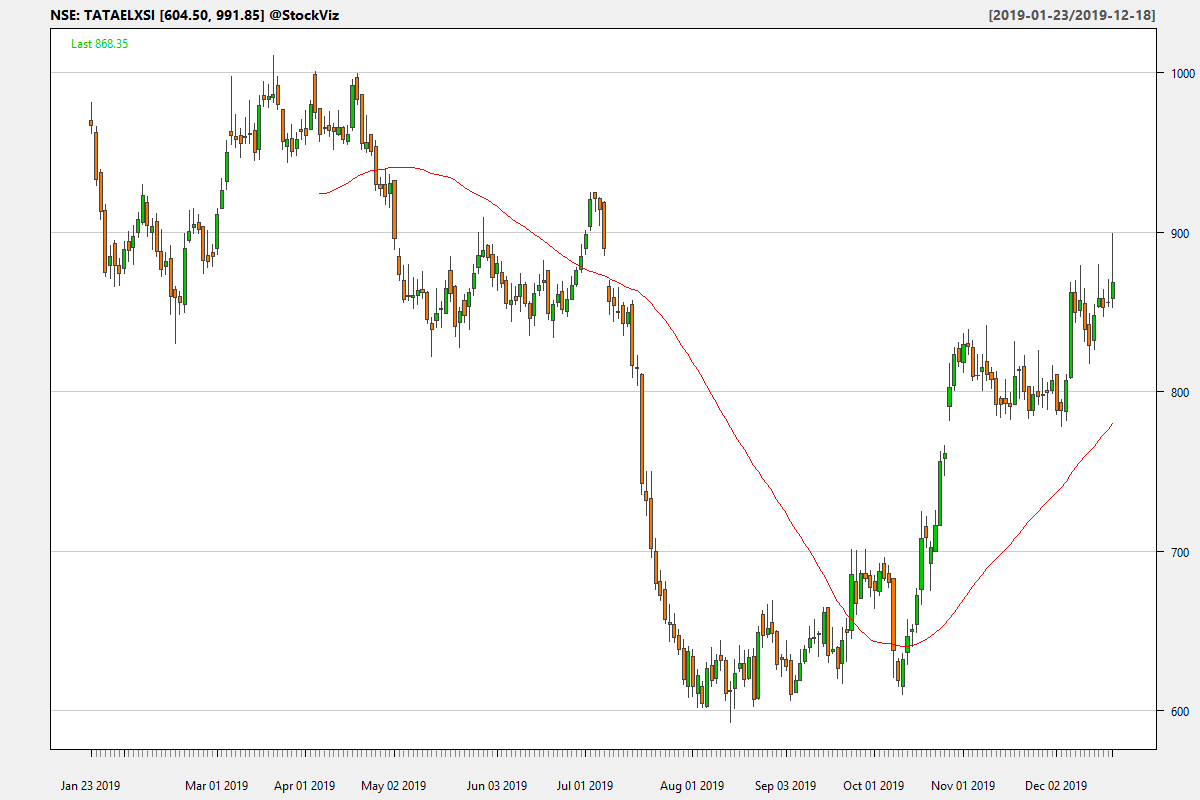 NSE: TATAELXSI [604.50, 991.85] @StockViz [2019-01-23/2019-12-18]
Last 868.35
1000
900
800
700
600
Jan 23 2019 Mar 01 2019 Apr 01 2019 May 02 2019 Jun 03 2019 Jul 01 2019 Aug 01 2019 Sep 03 2019 Oct 01 2019 Nov 01 2019 Dec 02 2019